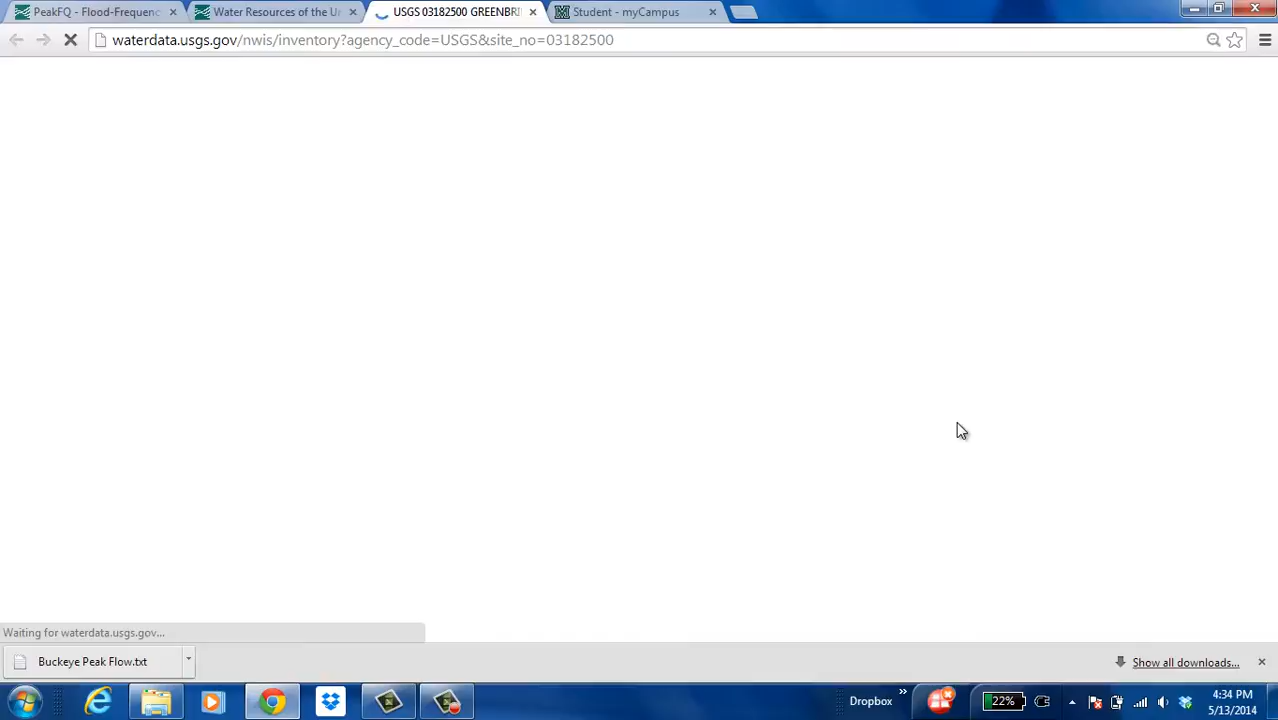 PeakFQ - Flood-Frequenc
Water Resources of the Un
USGS 03182500 GREENBRI
Student - myCampus
waterdata.usgs.gov/nwis/inventory?agency_code=USGS&site_no=03182500
Waiting for waterdata.usgs.gov...
Buckeye Peak Flow.txt
Show all downloads...
Dropbox
»
22%
4:34 PM
5/13/2014